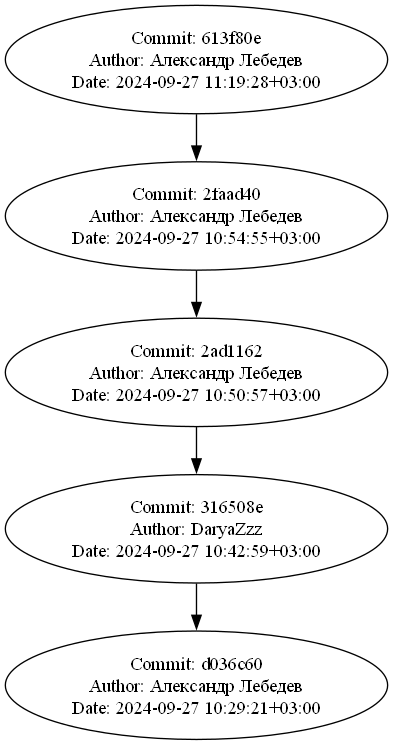 Commit: 613f80e
Author: Александр Лебедев
Date: 2024-09-27 11:19:28+03:00
Commit: 2faad40
Author: Александр Лебедев
Date: 2024-09-27 10:54:55+03:00
Commit: 2ad1162
Author: Александр Лебедев
Date: 2024-09-27 10:50:57+03:00
Commit: 316508e
Author: DaryaZzz
Date: 2024-09-27 10:42:59+03:00
Commit: d036c60
Author: Александр Лебедев
Date: 2024-09-27 10:29:21+03:00